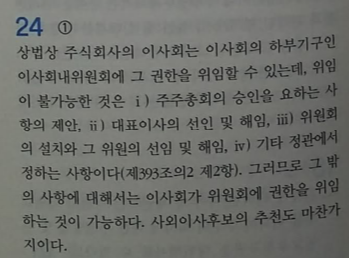 24 ①
상법상 주식회사의 이사회는 이사회의 하부기구인
이사회내위원회에 그 권한을 위임할 수 있는데, 위임
이 불가능한 것은 ⅰ) 주주총회의 승인을 요하는 사
항의 제안, ⅱ) 대표이사의 선인 및 해임, ⅲ) 위원회
의 설치와 그 위원의 선임 및 해임, ⅳ) 기타 정관에서
정하는 사항이다(제393조의2 제2항). 그러므로 그 밖
의 사항에 대해서는 이사회가 위원회에 권한을 위임
하는 것이 가능하다. 사외이사후보의 추천도 마찬가
지이다.